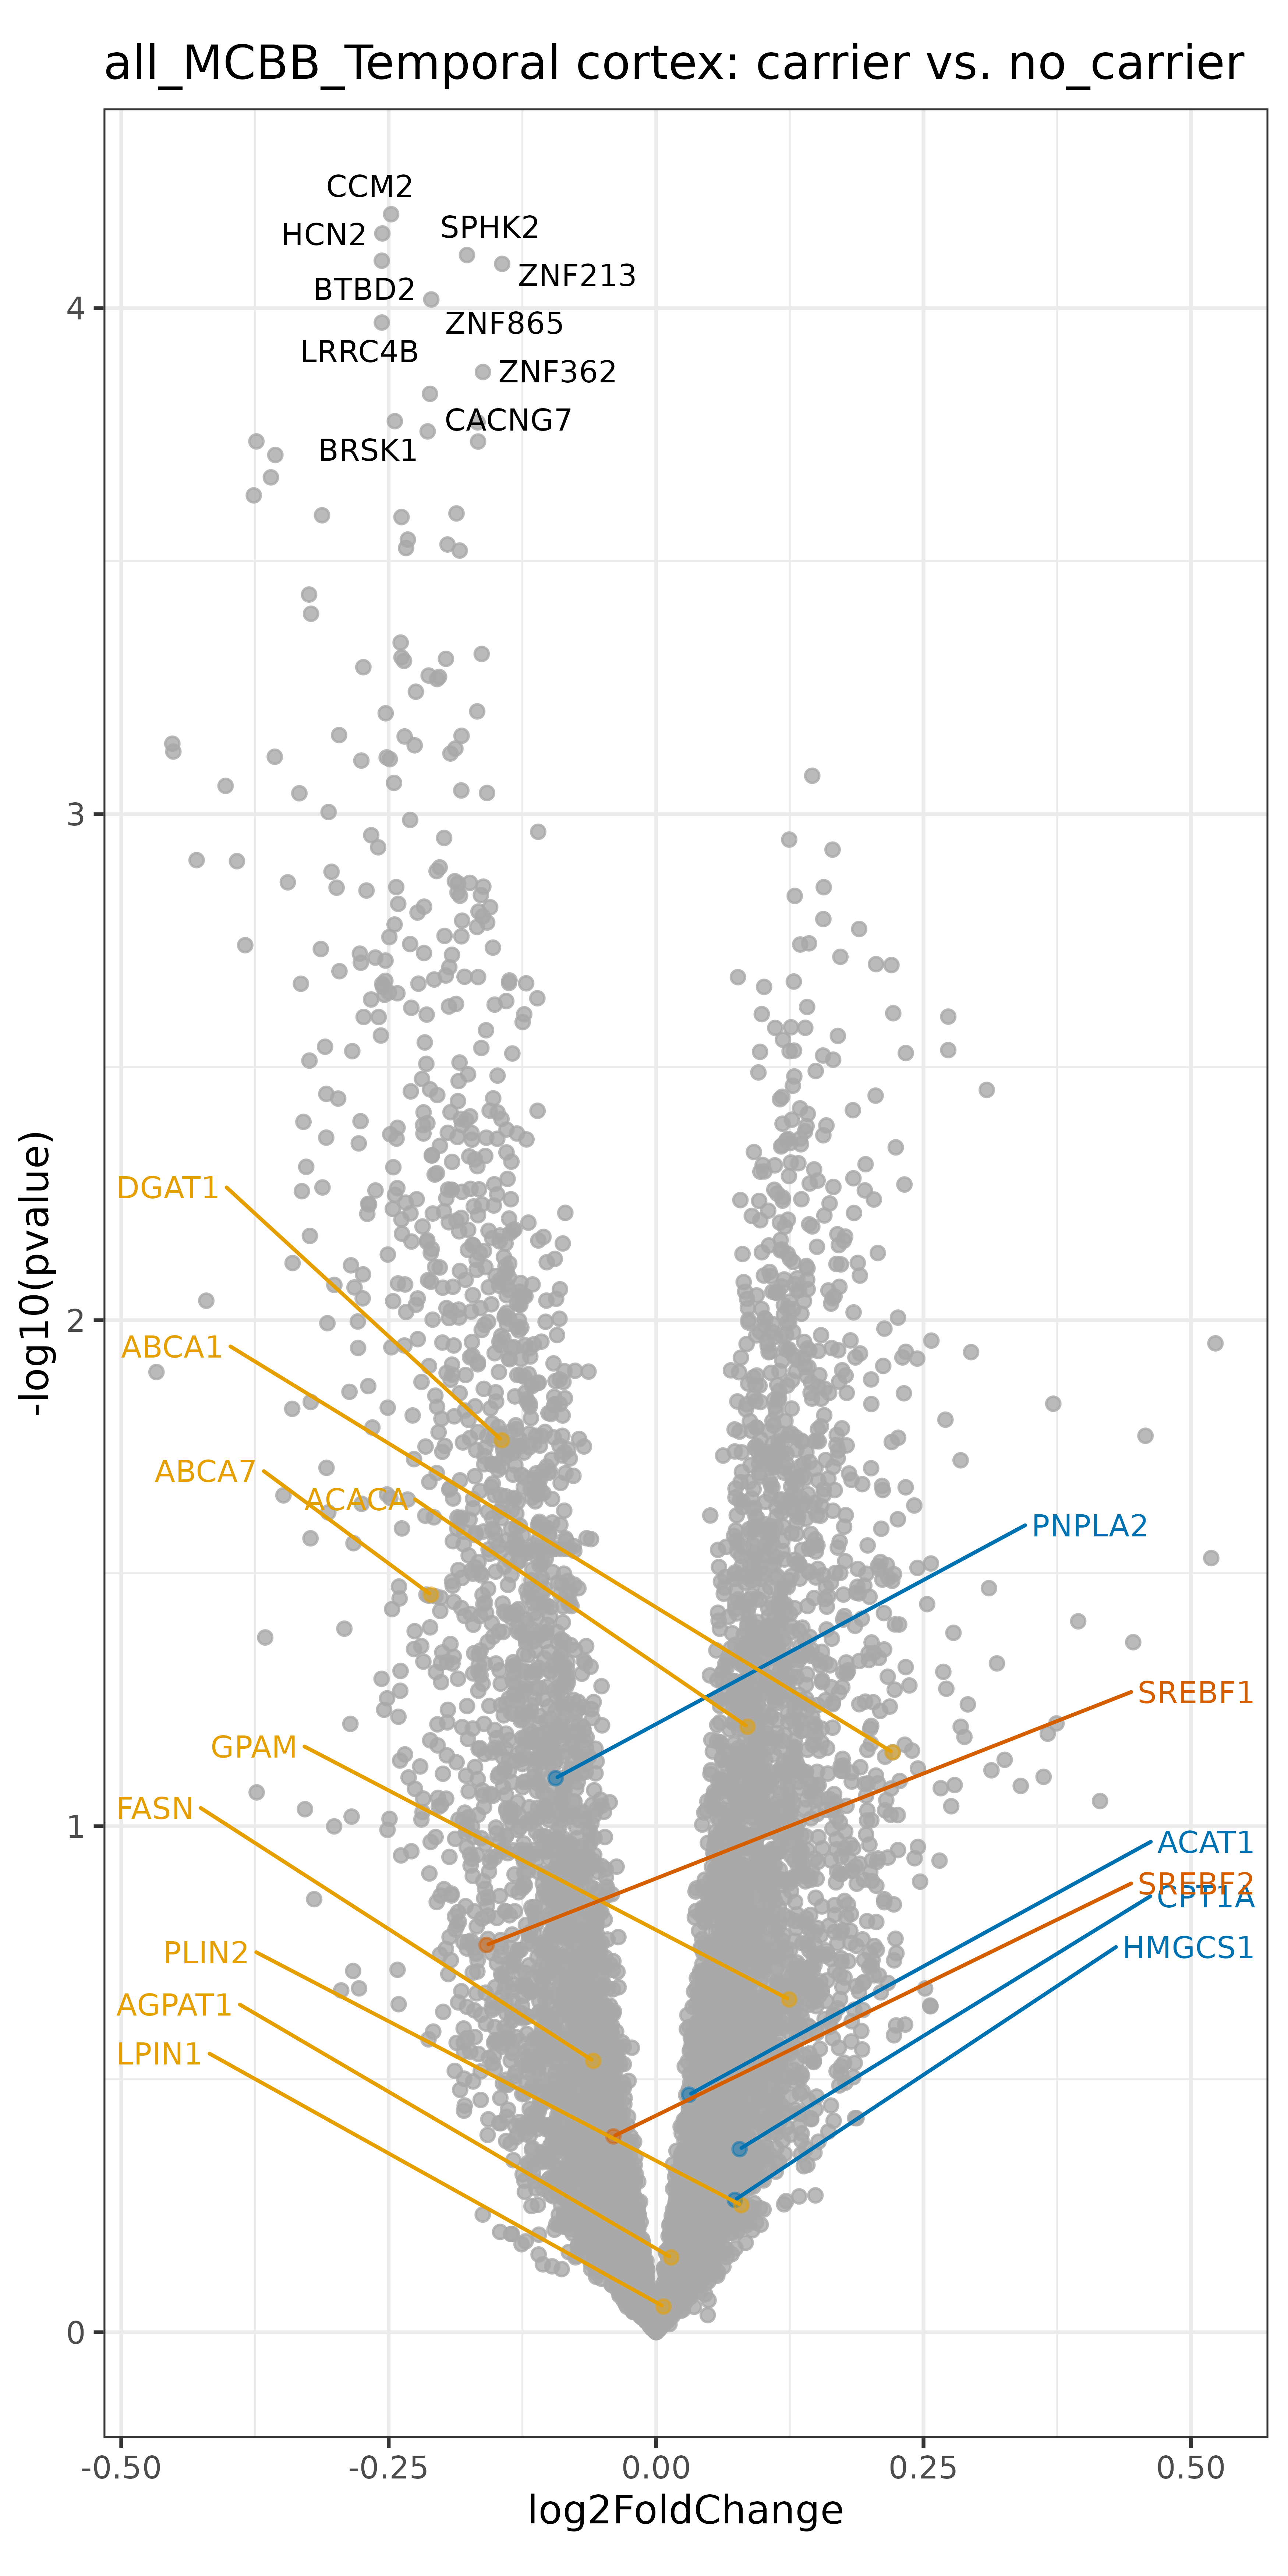 all_MCBB_Temporal cortex: carrier vs. no_carrier
CCM2
SPHK2
HCN2
ZNF213
BTBD2
4
ZNF865
LRRC4B
ZNF362
CACNG7
BRSK1
3
DGAT1
2
ABCA1
ABCA7
ACACA
PNPLA2
SREBF1
GPAM
FASN
1
ACAT1
SREBF2
CPT1A
HMGCS1
PLIN2
AGPAT1
LPIN1
0
-log10(pvalue)
-0.50 -0.25 0.00 0.25 0.50
log2FoldChange